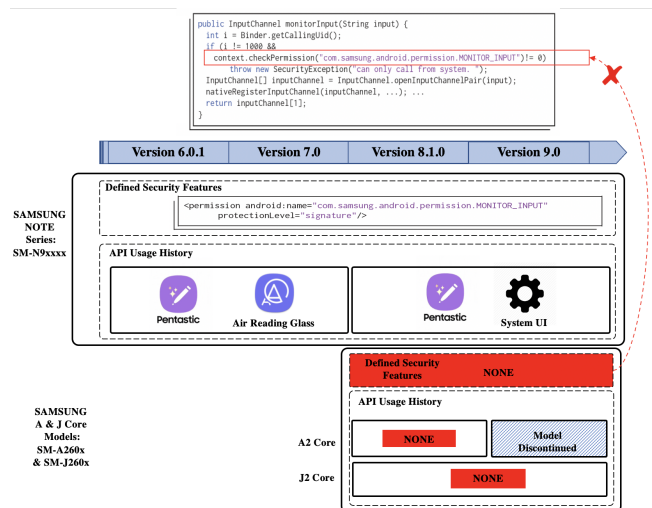 public InputChannel monitorInput(String input) {
int i = Binder.getCallingUid();
if (i != 1000 &&
context.checkPermission("com.samsung.android.permission.MONITOR_INPUT")!= 0)
throw new SecurityException("can only call from system. ");
InputChannel[] inputChannel = InputChannel.openInputChannelPair(input);
nativeRegisterInputChannel(inputChannel, ...); ...
return inputChannel[1];
}
Version 6.0.1
Version 7.0
Version 8.1.0
Version 9.0
SAMSUNG
NOTE
Series:
SM-N9xxxx
Defined Security Features
<permission android:name="com.samsung.android.permission.MONITOR_INPUT"
protectionLevel="signature"/>
API Usage History
Pentastic
Air Reading Glass
Pentastic
System UI
SAMSUNG
A & J Core
Models:
SM-A260x
& SM-J260x
Defined Security
Features
NONE
API Usage History
A2 Core
NONE
Model
Discontinued
J2 Core
NONE